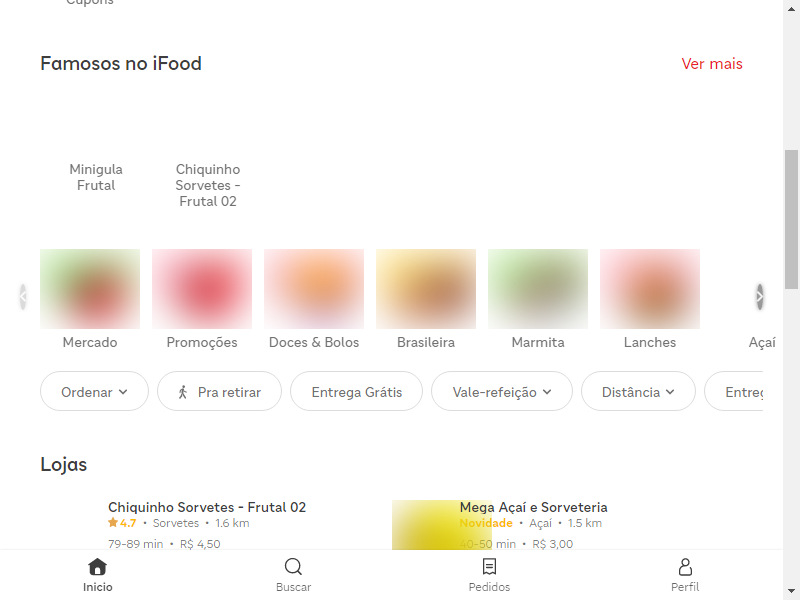 Cupons
Famosos no iFood
Ver mais
Minigula
Frutal
Chiquinho
Sorvetes -
Frutal 02
Mercado
Promoções
Doces & Bolos
Brasileira
Marmita
Lanches
Açaí
Ordenar
Pra retirar
Entrega Grátis
Vale-refeição
Distância
Entreg
Lojas
Chiquinho Sorvetes - Frutal 02
4.7 • Sorvetes • 1.6 km
79-89 min • R$ 4,50
Mega Açaí e Sorveteria
Novidade • Açaí • 1.5 km
40-50 min • R$ 3,00
Inicio
Buscar
Pedidos
Perfil